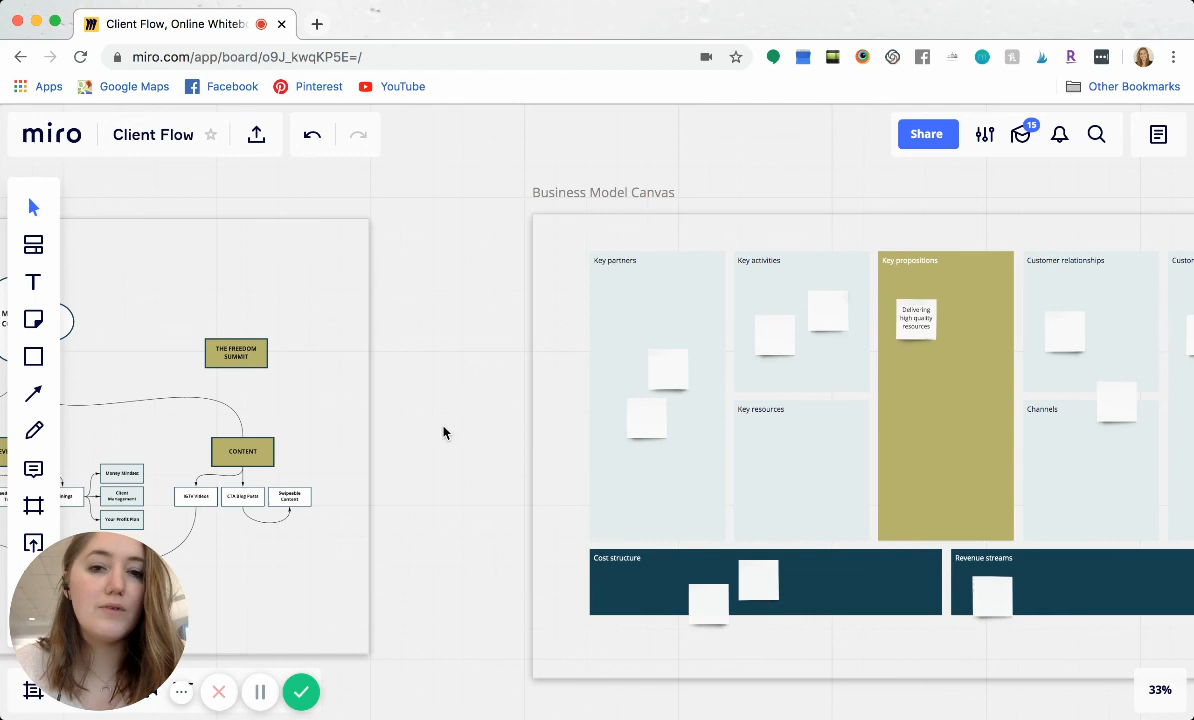 Client Flow, Online Whiteb
miro.com/app/board/o9J_kwqKP5E=/
Apps
Google Maps
Facebook
Pinterest
YouTube
Other Bookmarks
miro
Client Flow
Share
15
Business Model Canvas
Key partners
Key activities
Key propositions
Customer relationships
Custo
Delivering
high quality
resources
THE FREEDOM
SUMMIT
Key resources
Channels
CONTENT
Money Mindset
Client
Management
Your Profit Plan
IGTV Videos
CTA Blog Posts
Swipeable
Content
Cost structure
Revenue streams
33%